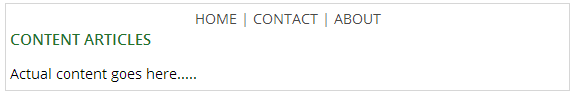 HOME | CONTACT | ABOUT
CONTENT ARTICLES
Actual content goes here.....